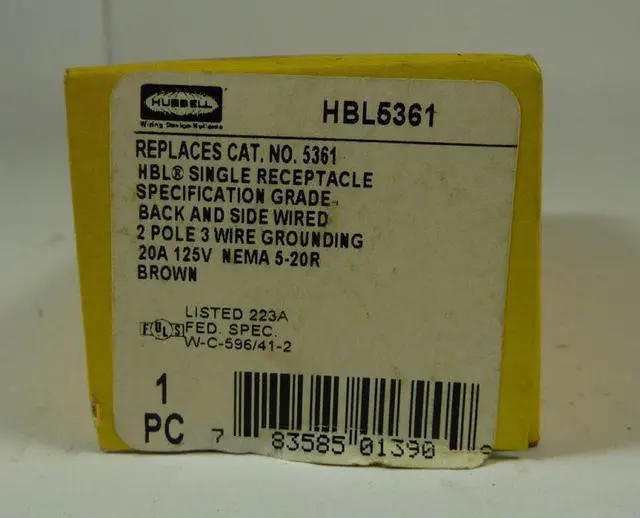 HUBBELL
Wiring Device-Kellems
HBL5361
REPLACES CAT. NO. 5361
HBL® SINGLE RECEPTACLE
SPECIFICATION GRADE
BACK AND SIDE WIRED
2 POLE 3 WIRE GROUNDING
20A 125V NEMA 5-20R
BROWN
LISTED 223A
FED. SPEC.
W-C-596/41-2
1
PC
7 83585 01390